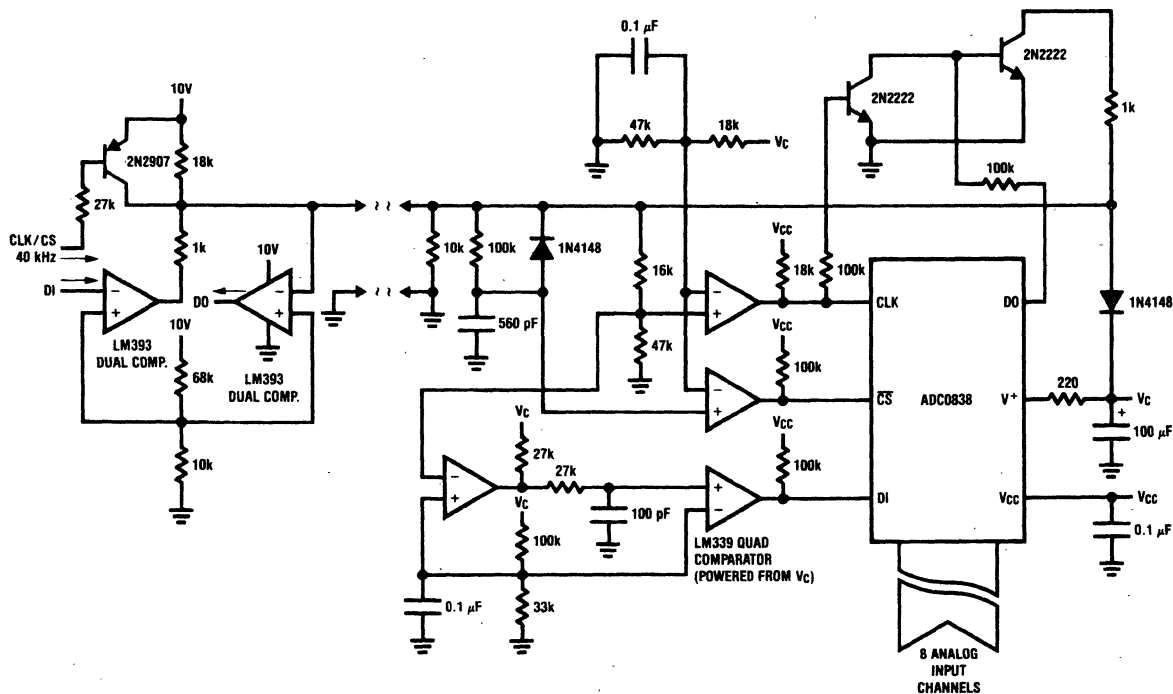 0.1 µF
2N2222
2N2222
10V
47k
18k
VC
1k
2N2907
18k
100k
27k
CLK/CS
40 kHz
1k
10V
10k
100k
1N4148
16k
VCC
18k
100k
DI
DO
CLK
DO
1N4148
10V
560 pF
47k
VCC
LM393
DUAL COMP.
68k
LM393
DUAL COMP.
100k
CS
ADC0838
V+
220
VC
100 µF
VC
VCC
27k
27k
100k
10k
VC
DI
VCC
VCC
100 pF
100k
LM339 QUAD
COMPARATOR
(POWERED FROM VC)
0.1 µF
0.1 µF
33k
8 ANALOG
INPUT
CHANNELS